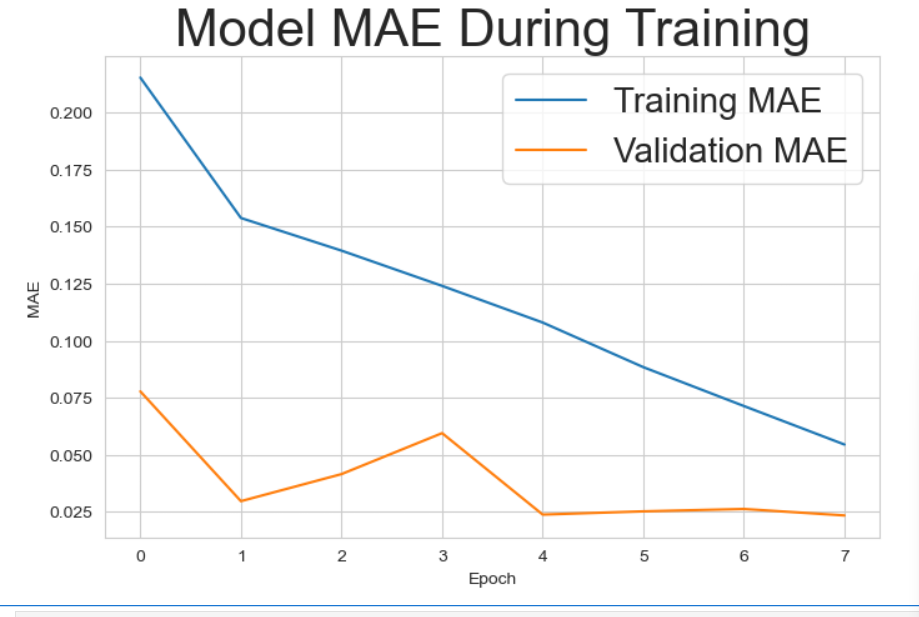 Model MAE During Training
Training MAE
Validation MAE
0.200
0.175
0.150
0.125
0.100
0.075
0.050
0.025
MAE
0 1 2 3 4 5 6 7
Epoch